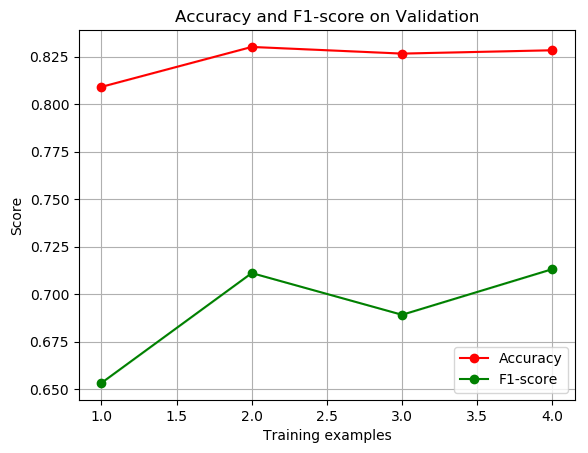 Accuracy and F1-score on Validation
0.825
0.800
0.775
0.750
0.725
0.700
0.675
0.650
Score
1.0 1.5 2.0 2.5 3.0 3.5 4.0
Training examples
Accuracy
F1-score